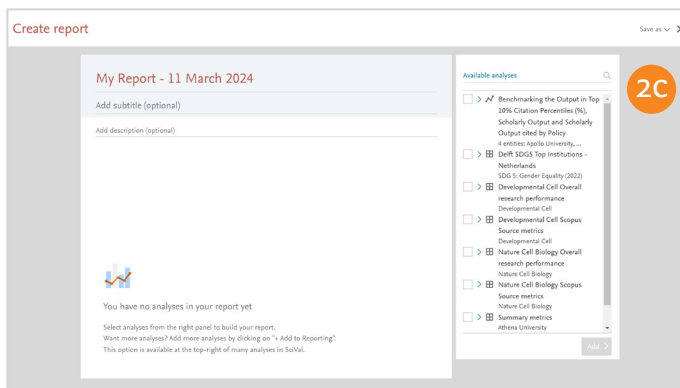 Create report
Save as
My Report - 11 March 2024
Add subtitle (optional)
Add description (optional)
You have no analyses in your report yet
Select analyses from the right panel to build your report.
Want more analyses? Add more analyses by clicking on "+ Add to Reporting".
This option is available at the top-right of many analyses in SciVal.
Available analyses
Benchmarking the Output in Top
10% Citation Percentiles (%),
Scholarly Output and Scholarly
Output cited by Policy
4 entities: Apollo University, ...
Delft SDG5 Top Institutions -
Netherlands
SDG 5: Gender Equality (2022)
Developmental Cell Overall
research performance
Developmental Cell
Developmental Cell Scopus
Source metrics
Developmental Cell
Nature Cell Biology Overall
research performance
Nature Cell Biology
Nature Cell Biology Scopus
Source metrics
Nature Cell Biology
Summary metrics
Athena University
Add
2C